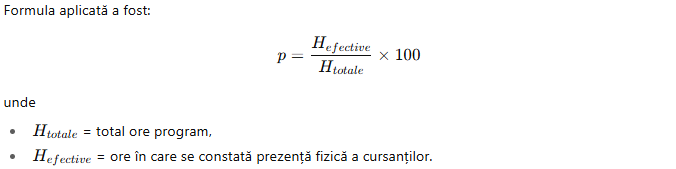 Formula aplicată a fost:
p = H_efective / H_totale × 100
unde
• H_totale = total ore program,
• H_efective = ore în care se constată prezență fizică a cursanților.